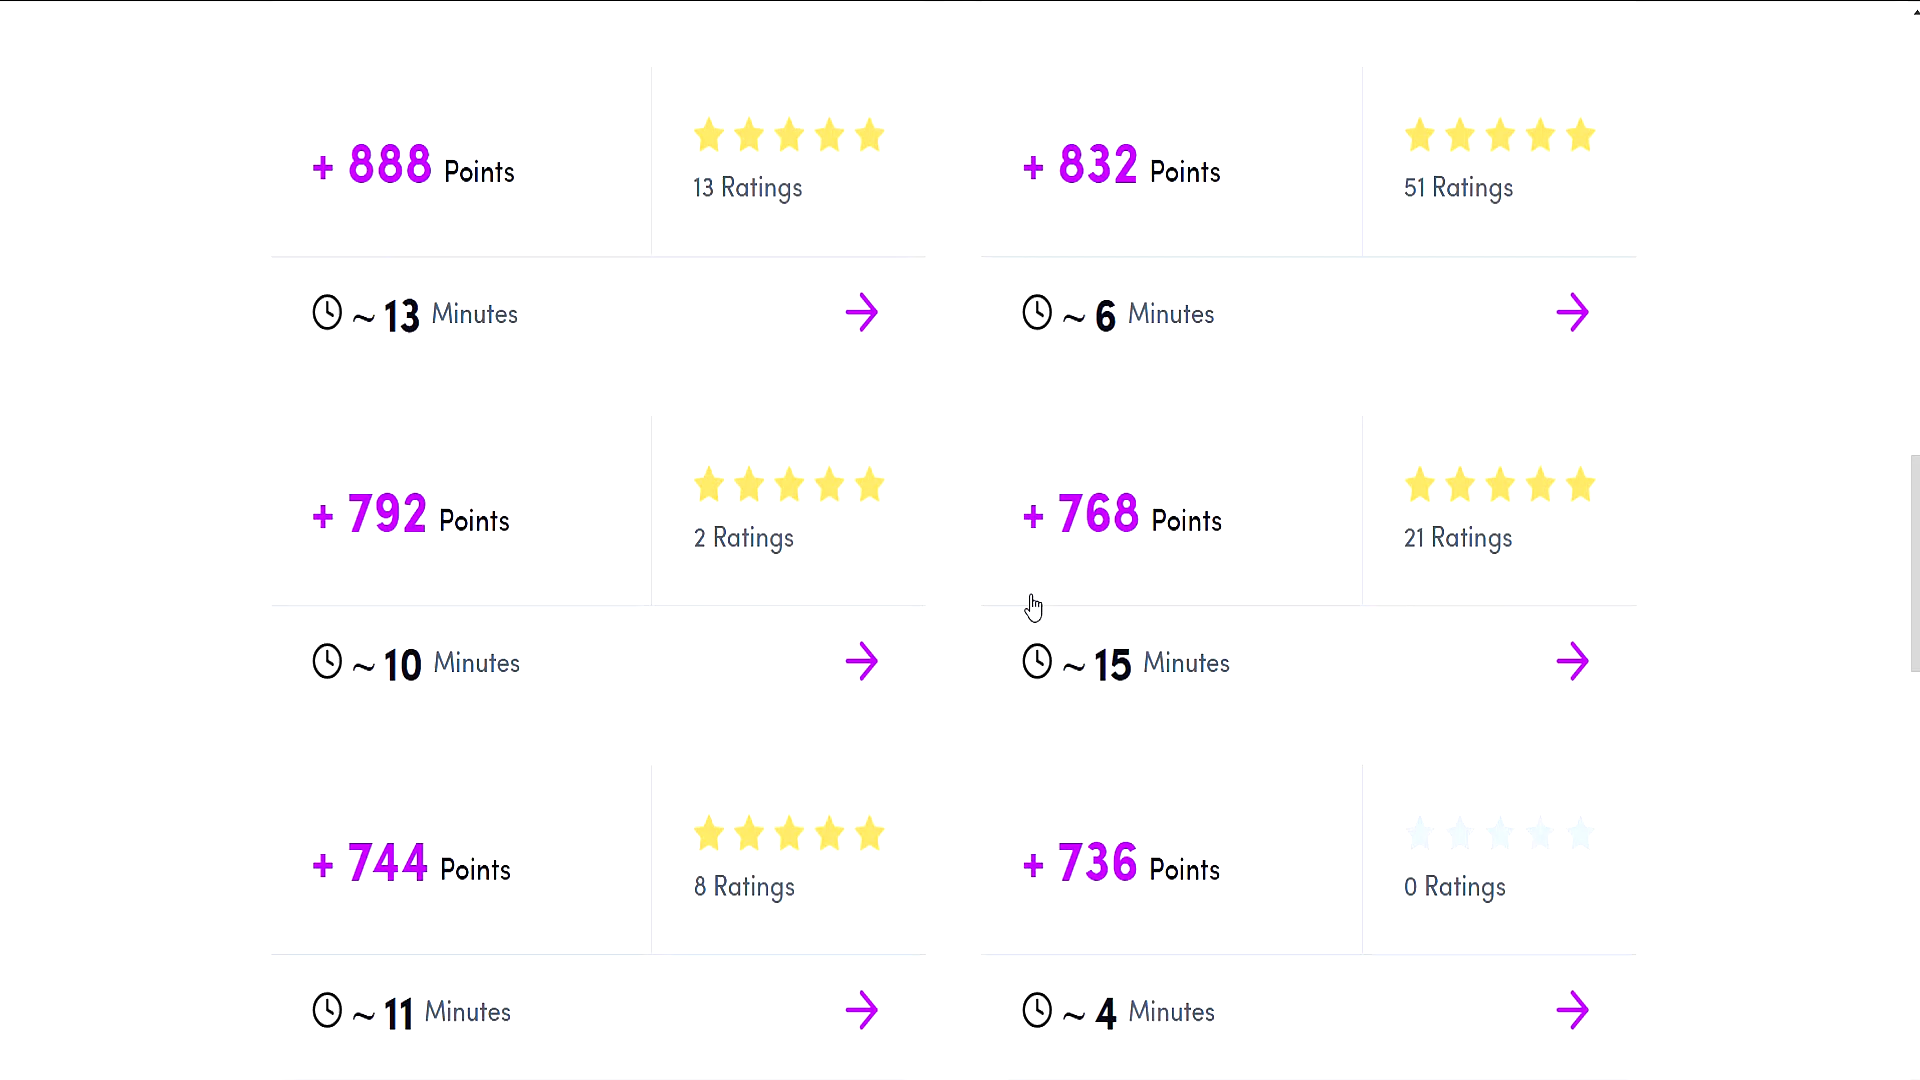 + 888 Points
13 Ratings
~ 13 Minutes
+ 832 Points
51 Ratings
~ 6 Minutes
+ 792 Points
2 Ratings
~ 10 Minutes
+ 768 Points
21 Ratings
~ 15 Minutes
+ 744 Points
8 Ratings
~ 11 Minutes
+ 736 Points
0 Ratings
~ 4 Minutes